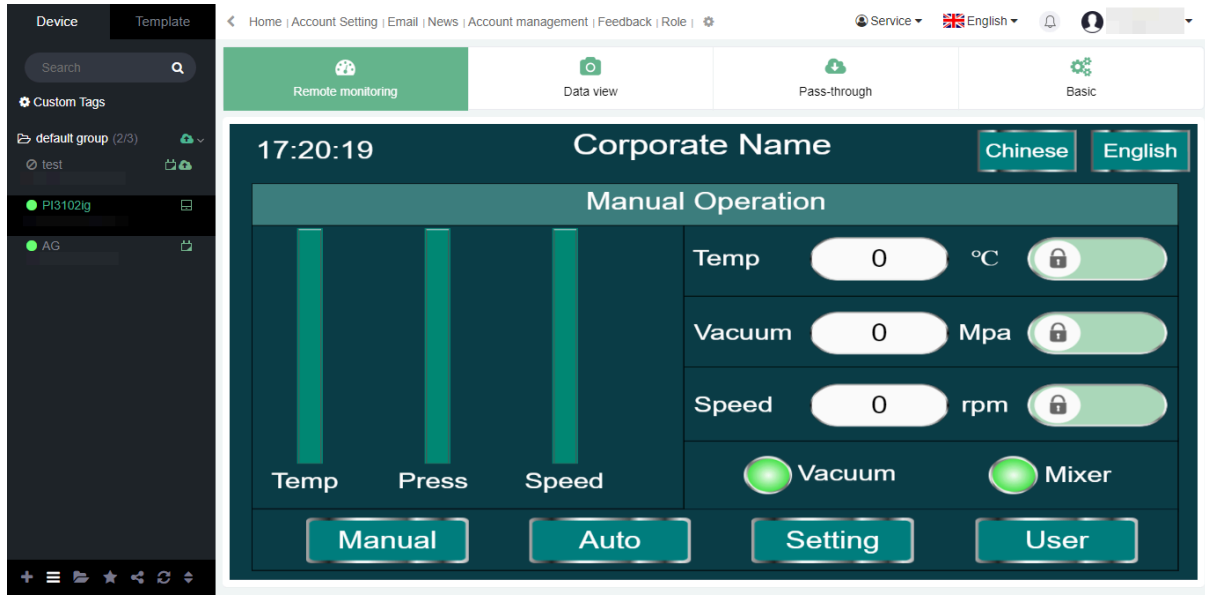 Device Template
Home | Account Setting | Email | News | Account management | Feedback | Role |
Service English
Search
Custom Tags
default group (2/3)
test
PI3102ig
AG
Remote monitoring Data view Pass-through Basic
17:20:19 Corporate Name Chinese English
Manual Operation
Temp 0 °C
Vacuum 0 Mpa
Speed 0 rpm
Temp Press Speed
Vacuum Mixer
Manual Auto Setting User